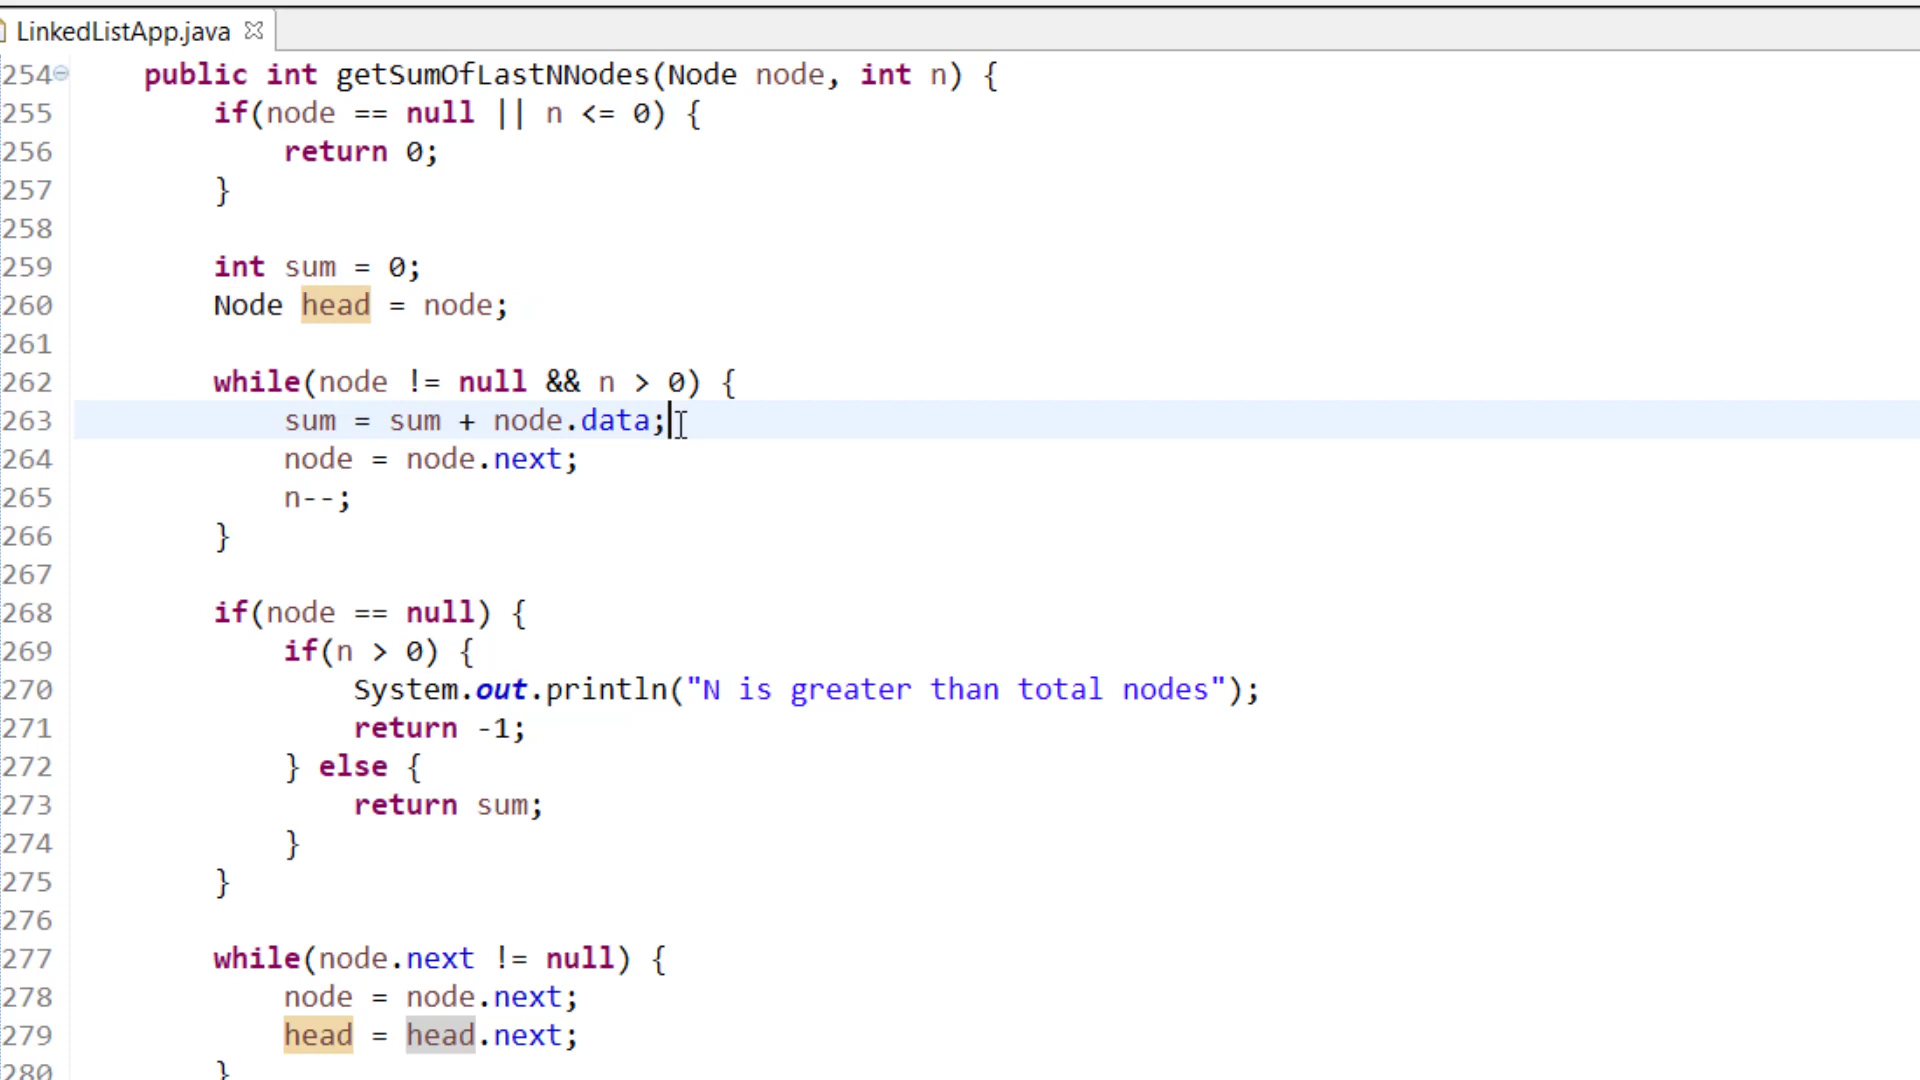 LinkedListApp.java
254 public int getSumOfLastNNodes(Node node, int n) {
255 if(node == null || n <= 0) {
256 return 0;
257 }
258
259 int sum = 0;
260 Node head = node;
261
262 while(node != null && n > 0) {
263 sum = sum + node.data;
264 node = node.next;
265 n--;
266 }
267
268 if(node == null) {
269 if(n > 0) {
270 System.out.println("N is greater than total nodes");
271 return -1;
272 } else {
273 return sum;
274 }
275 }
276
277 while(node.next != null) {
278 node = node.next;
279 head = head.next;
280 }